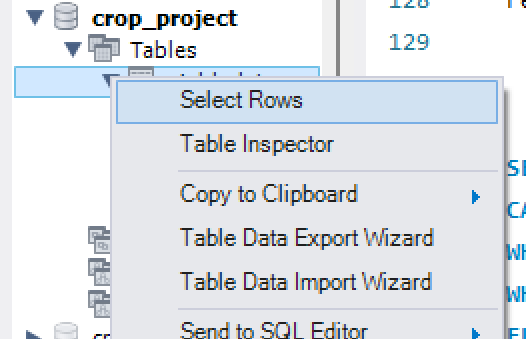 crop_project
128
Tables
129
Select Rows
Table Inspector
Copy to Clipboard
Table Data Export Wizard
Table Data Import Wizard
Send to SQL Editor